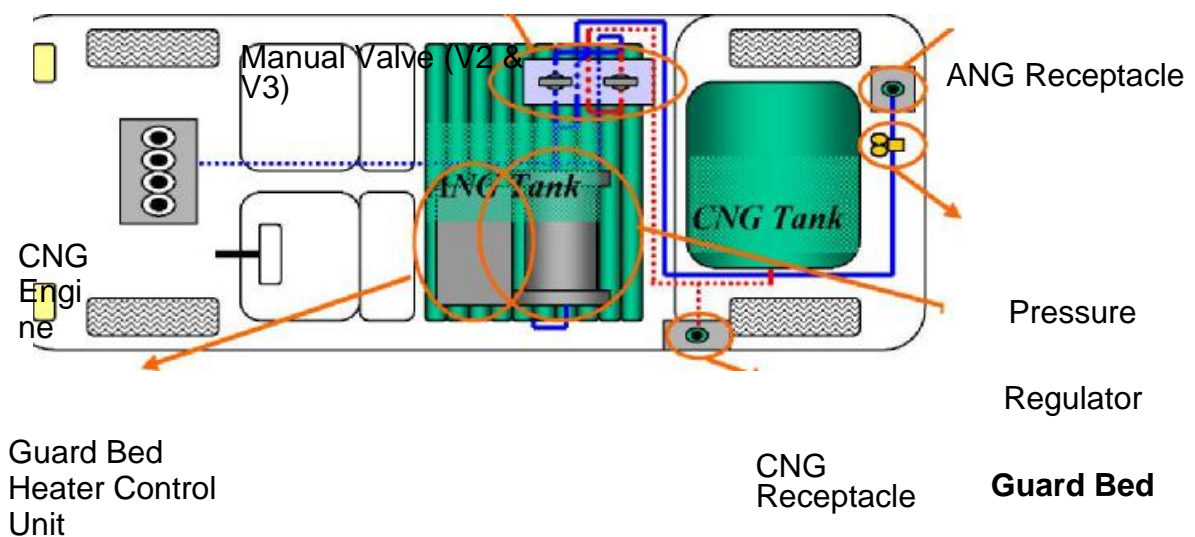 Manual Valve (V2 &
V3)
ANG Receptacle
ANG Tank
CNG Tank
CNG
Engi
ne
Pressure
Regulator
Guard Bed
Heater Control
Unit
CNG
Receptacle
Guard Bed